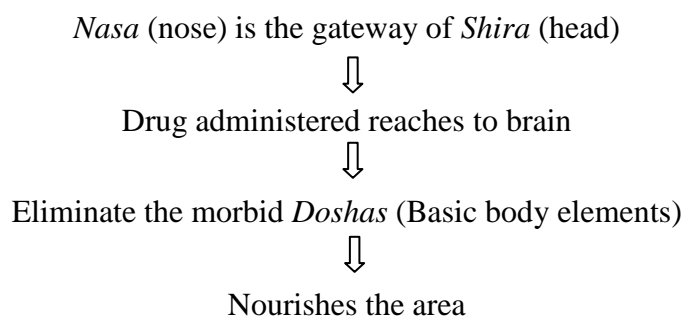 Nasa (nose) is the gateway of Shira (head)
Drug administered reaches to brain
Eliminate the morbid Doshas (Basic body elements)
Nourishes the area